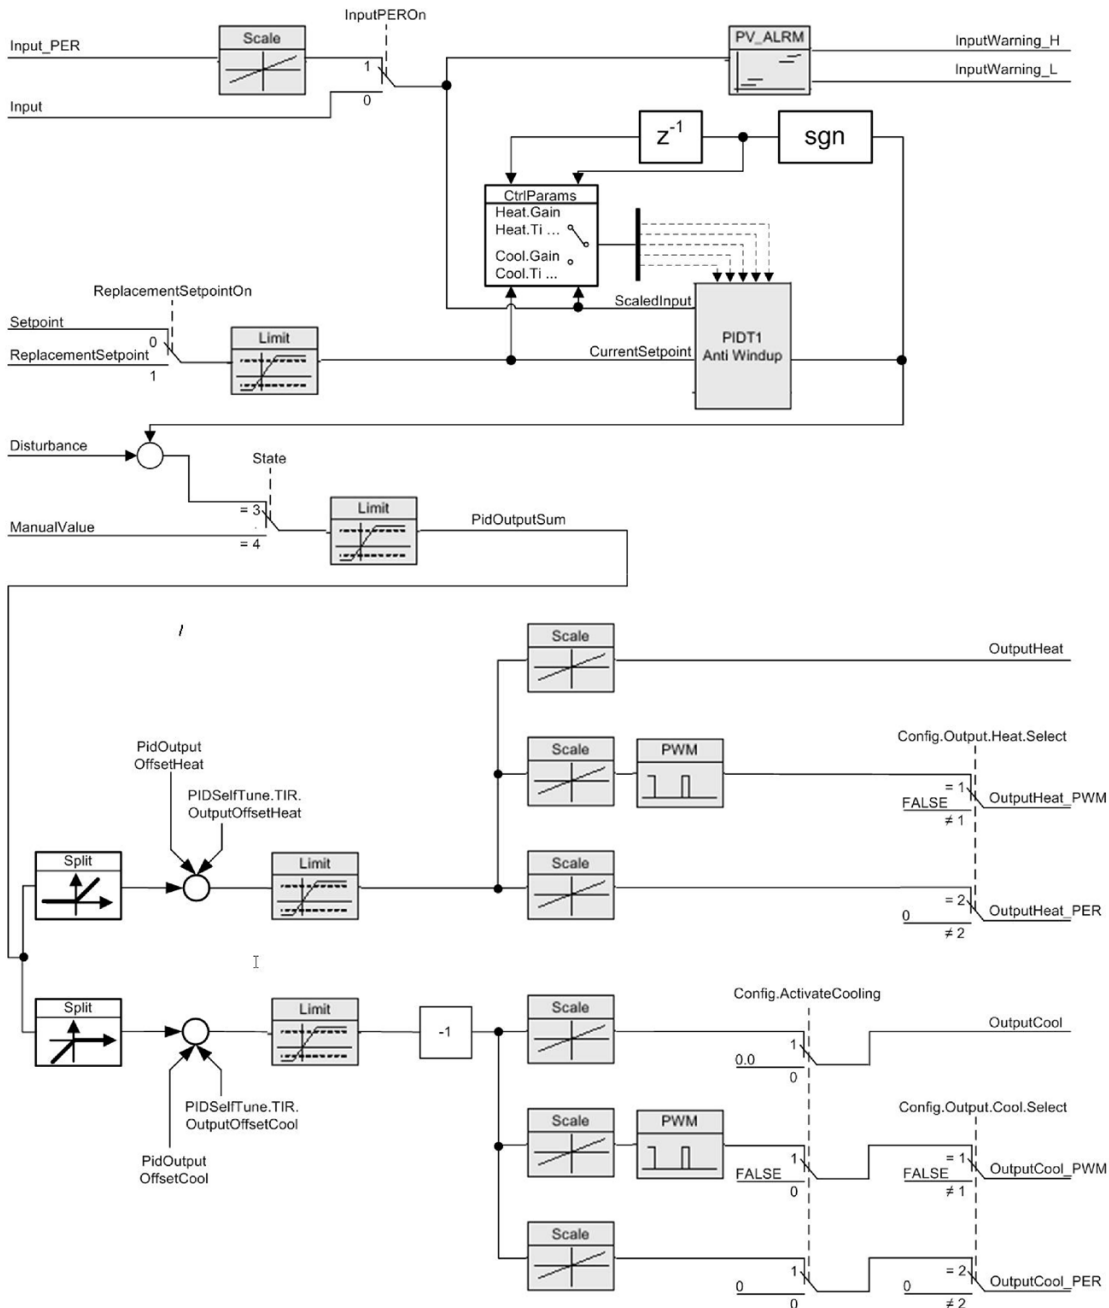 InputPEROn
Input_PER
Scale
PV_ALRM
InputWarning_H
InputWarning_L
1
0
Input
z-1
sgn
CtrlParams
Heat.Gain
Heat.Ti ...
Cool.Gain
Cool.Ti ...
ReplacementSetpointOn
ScaledInput
Setpoint
0
Limit
PIDT1
Anti Windup
ReplacementSetpoint
1
CurrentSetpoint
Disturbance
State
= 3
Limit
PidOutputSum
ManualValue
= 4
Scale
OutputHeat
PidOutput
OffsetHeat
Scale
PWM
Config.Output.Heat.Select
PIDSelfTune.TIR.
OutputOffsetHeat
= 1
FALSE
≠ 1
OutputHeat_PWM
Split
Limit
Scale
= 2
0
≠ 2
OutputHeat_PER
Split
Limit
-1
Scale
Config.ActivateCooling
OutputCool
1
0.0
0
PIDSelfTune.TIR.
OutputOffsetCool
PidOutput
OffsetCool
Scale
PWM
Config.Output.Cool.Select
1
FALSE
0
= 1
FALSE
≠ 1
OutputCool_PWM
Scale
1
0
0
= 2
0
≠ 2
OutputCool_PER